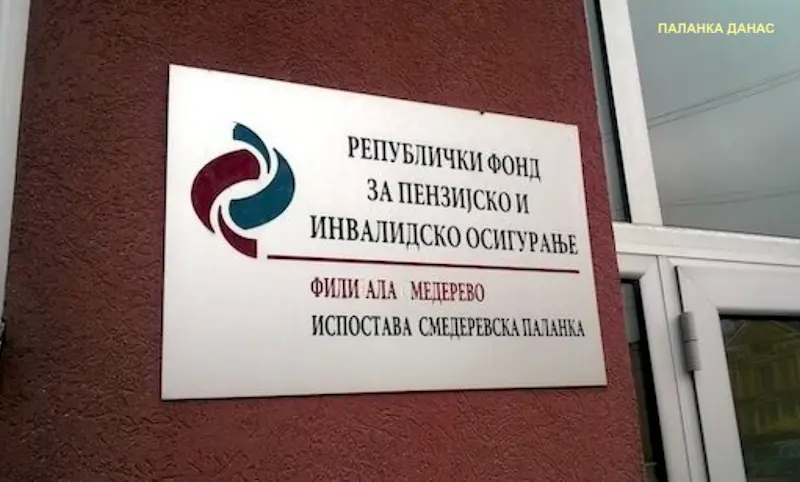 ПАЛАНКА ДАНАС
РЕПУБЛИЧКИ ФОНД
ЗА ПЕНЗИЈСКО И
ИНВАЛИДСКО ОСИГУРАЊЕ
ФИЛИ АЛА МЕДЕРЕВО
ИСПОСТАВА СМЕДЕРЕВСКА ПАЛАНКА